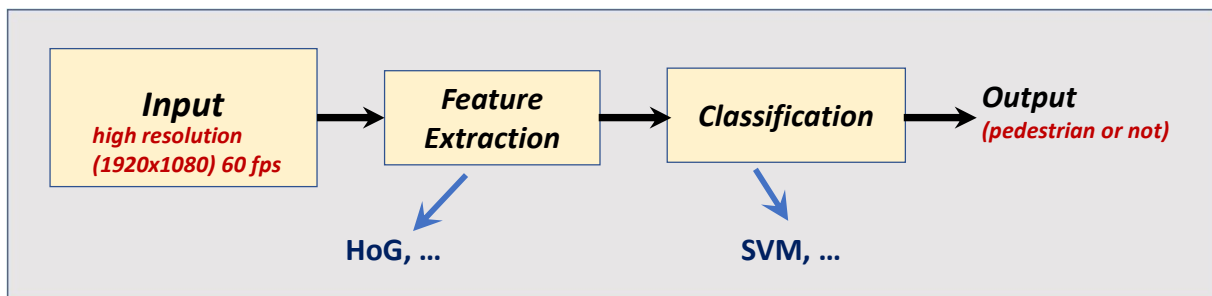 Input
high resolution
(1920x1080) 60 fps
Feature
Extraction
Classification
Output
(pedestrian or not)
HoG, …
SVM, …